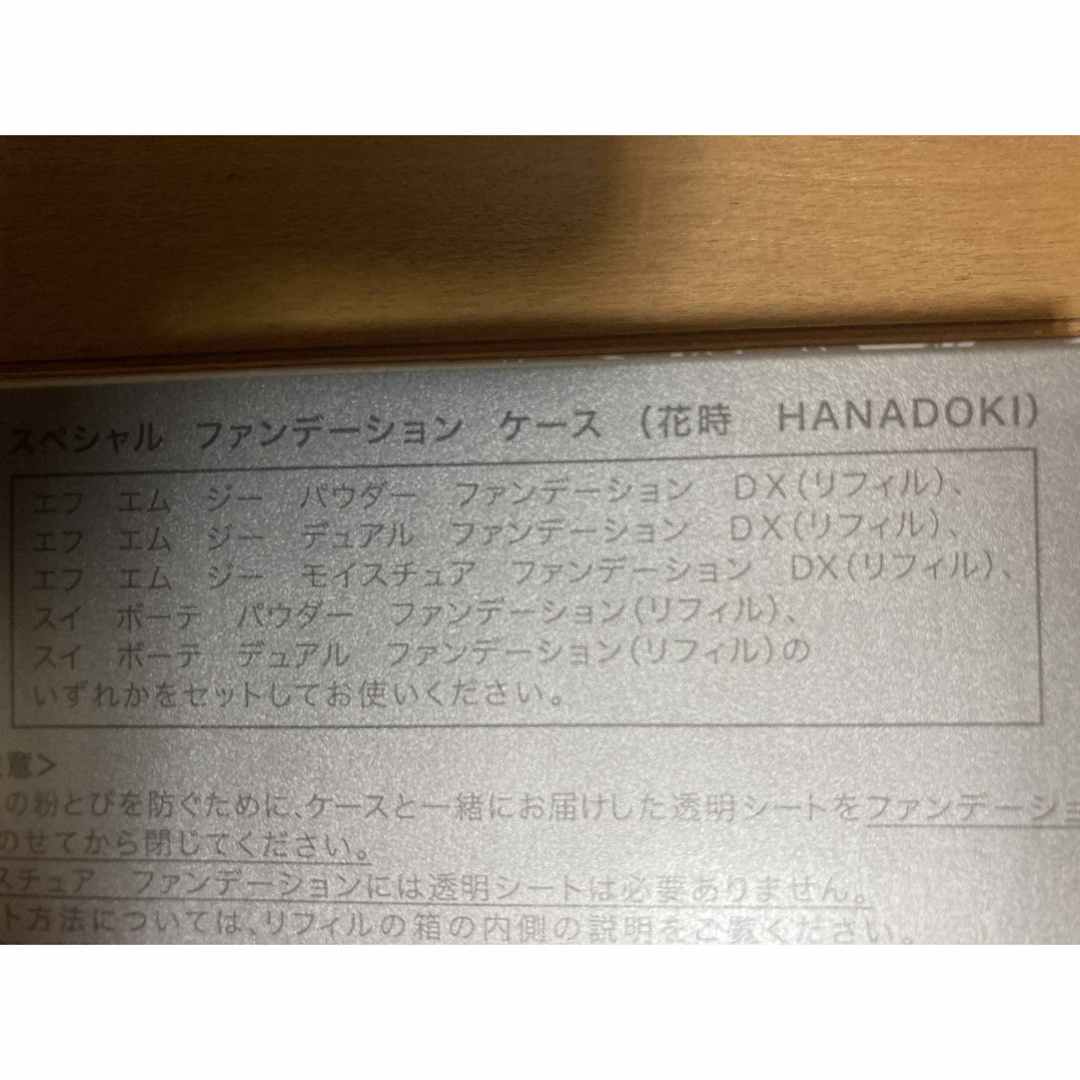 スペシャル ファンデーション ケース (花時 HANADOKI)
エフ エム ジー パウダー ファンデーション DX(リフィル)、
エフ エム ジー デュアル ファンデーション DX(リフィル)、
エフ エム ジー モイスチュア ファンデーション DX(リフィル)、
スイ ボーテ パウダー ファンデーション(リフィル)、
スイ ボーテ デュアル ファンデーション(リフィル)の
いずれかをセットしてお使いください。
意>
の粉とびを防ぐために、ケースと一緒にお届けした透明シートをファンデーショ
のせてから閉じてください。
スチュア ファンデーションには透明シートは必要ありません。
ト方法については、リフィルの箱の内側の説明をご覧ください。